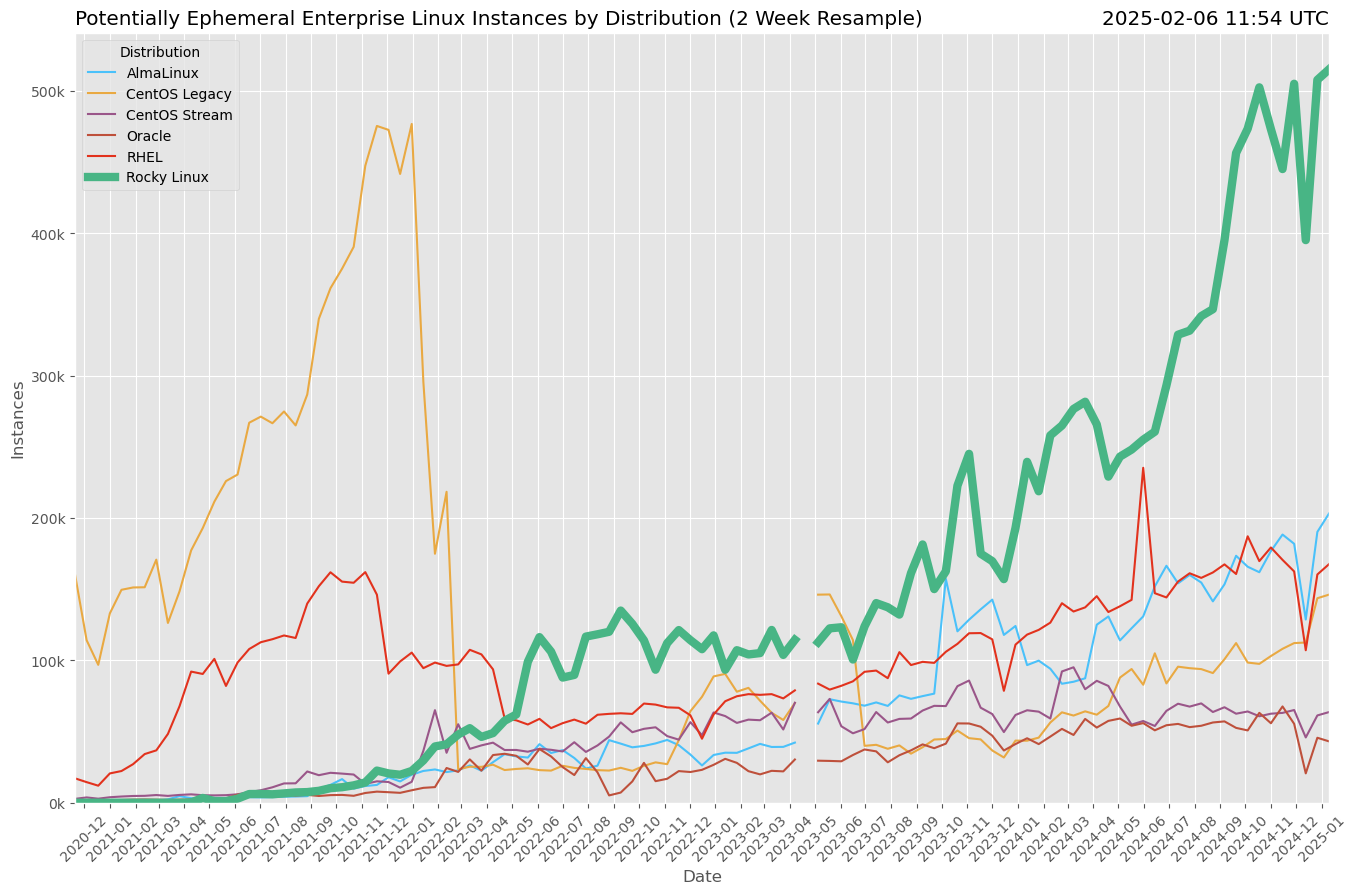 Potentially Ephemeral Enterprise Linux Instances by Distribution (2 Week Resample)
2025-02-06 11:54 UTC
Distribution
AlmaLinux
CentOS Legacy
CentOS Stream
Oracle
RHEL
Rocky Linux
500k
400k
300k
200k
100k
0k
Instances
2020-12
2021-01
2021-02
2021-03
2021-04
2021-05
2021-06
2021-07
2021-08
2021-09
2021-10
2021-11
2021-12
2022-01
2022-02
2022-03
2022-04
2022-05
2022-06
2022-07
2022-08
2022-09
2022-10
2022-11
2022-12
2023-01
2023-02
2023-03
2023-04
2023-05
2023-06
2023-07
2023-08
2023-09
2023-10
2023-11
2023-12
2024-01
2024-02
2024-03
2024-04
2024-05
2024-06
2024-07
2024-08
2024-09
2024-10
2024-11
2024-12
2025-01
Date